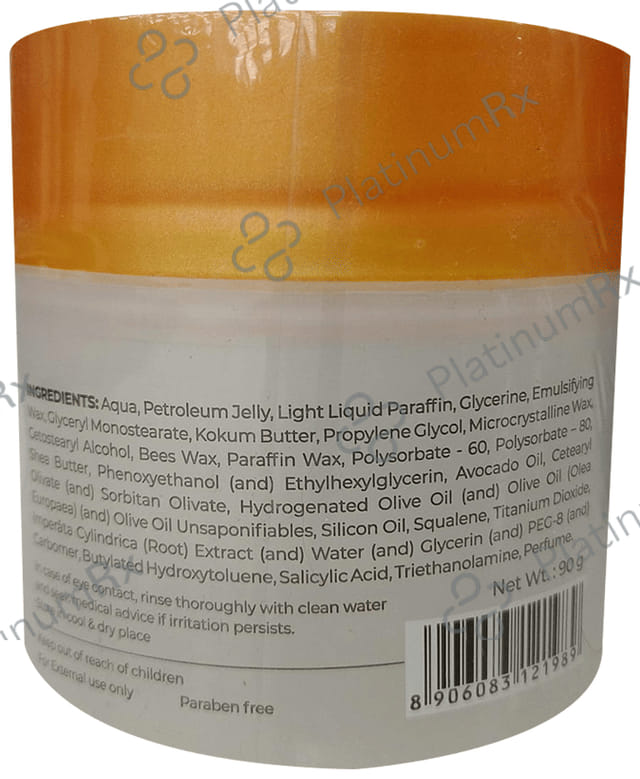 INGREDIENTS: Aqua, Petroleum Jelly, Light Liquid Paraffin, Glycerine, Emulsifying
Wax, Glyceryl Monostearate, Kokum Butter, Propylene Glycol, Microcrystalline Wax,
Cetostearyl Alcohol, Bees Wax, Paraffin Wax, Polysorbate - 60, Polysorbate – 80,
Shea Butter, Phenoxyethanol (and) Ethylhexylglycerin, Avocado Oil, Cetearyl
Olivate (and) Sorbitan Olivate, Hydrogenated Olive Oil (and) Olive Oil (Olea
Europaea) (and) Olive Oil Unsaponifiables, Silicon Oil, Squalene, Titanium Dioxide,
Imperata Cylindrica (Root) Extract (and) Water (and) Glycerin (and) PEG-8 (and)
Carbomer, Butylated Hydroxytoluene, Salicylic Acid, Triethanolamine, Perfume.
Net Wt. : 90 g
In case of eye contact, rinse thoroughly with clean water
and seek medical advice if irritation persists.
Store in cool & dry place
Keep out of reach of children
For External use only
Paraben free
8 906083 121989
PlatinumRx
PlatinumRx
PlatinumRx